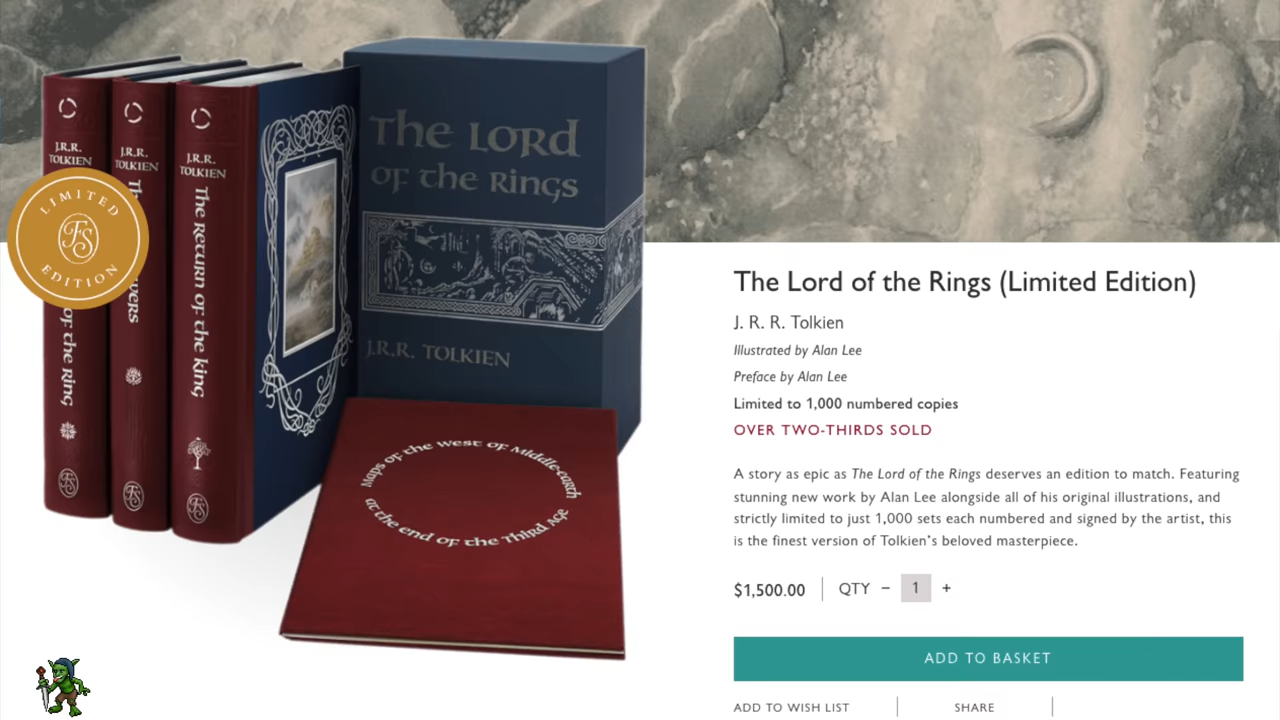 The Lord
of the Rings
J.R.R. TOLKIEN
J.R.R.
TOLKIEN
of the Ring
J.R.R.
TOLKIEN
J.R.R.
TOLKIEN
The Return of the King
LIMITED
FS
EDITION
Maps of the West of Middle-earth
at the end of the Third Age
The Lord of the Rings (Limited Edition)
J. R. R. Tolkien
Illustrated by Alan Lee
Preface by Alan Lee
Limited to 1,000 numbered copies
OVER TWO-THIRDS SOLD
A story as epic as The Lord of the Rings deserves an edition to match. Featuring
stunning new work by Alan Lee alongside all of his original illustrations, and
strictly limited to just 1,000 sets each numbered and signed by the artist, this
is the finest version of Tolkien's beloved masterpiece.
$1,500.00 QTY − 1 +
ADD TO BASKET
ADD TO WISH LIST SHARE